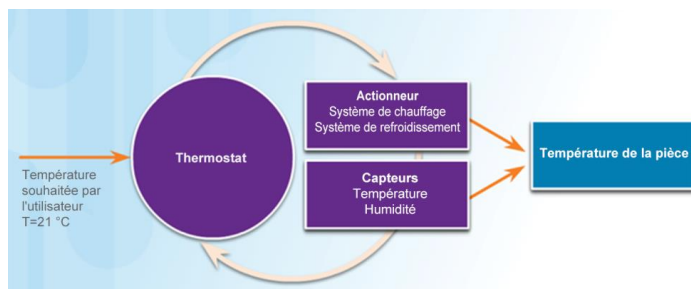 Température
souhaitée par
l'utilisateur
T=21 °C
Thermostat
Actionneur
Système de chauffage
Système de refroidissement
Capteurs
Température
Humidité
Température de la pièce